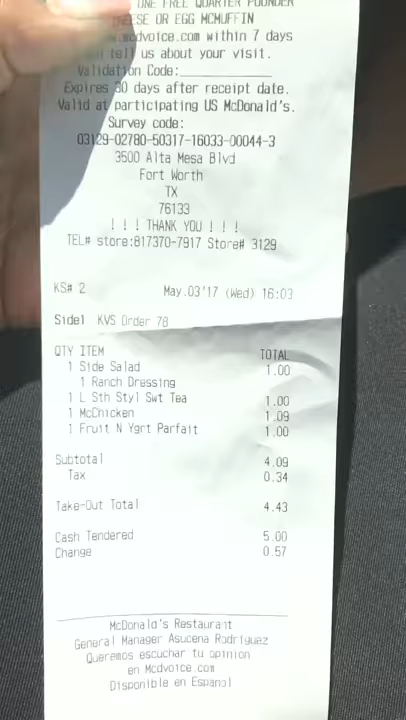 ONE FREE QUARTER POUNDER
CHEESE OR EGG MCMUFFIN
.mcdvoice.com within 7 days
tell us about your visit.
Validation Code:
Expires 30 days after receipt date.
Valid at participating US McDonald's.
Survey code:
03129-02780-50317-16033-00044-3
3500 Alta Mesa Blvd
Fort Worth
TX
76133
! ! ! THANK YOU ! ! !
TEL# store:817370-7917 Store# 3129
KS# 2 May.03'17 (Wed) 16:03
Side1 KVS Order 78
QTY ITEM TOTAL
1 Side Salad 1.00
1 Ranch Dressing
1 L Sth Styl Swt Tea 1.00
1 McChicken 1.09
1 Fruit N Ygrt Parfait 1.00
Subtotal 4.09
Tax 0.34
Take-Out Total 4.43
Cash Tendered 5.00
Change 0.57
McDonald's Restaurant
General Manager Asucena Rodriguez
Queremos escuchar tu opinion
en Mcdvoice.com
Disponible en Espanol